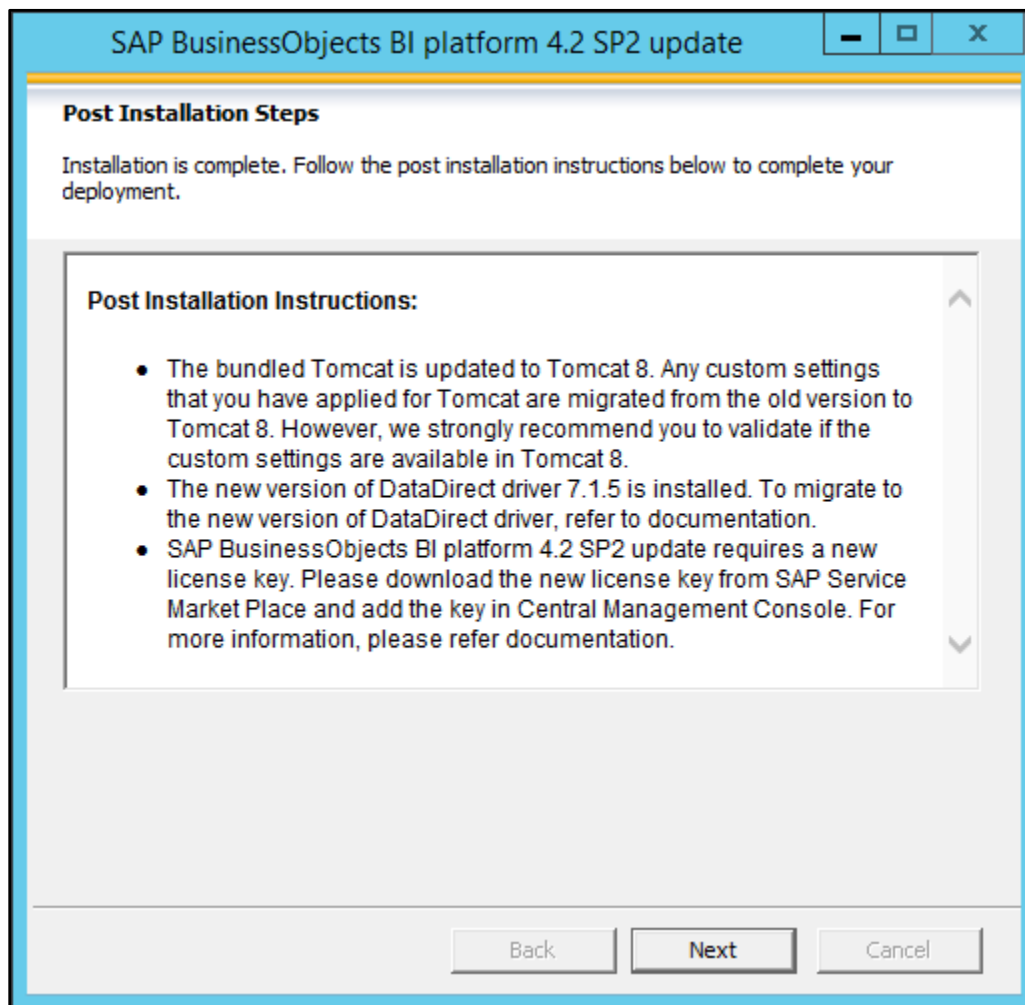 SAP BusinessObjects BI platform 4.2 SP2 update
Post Installation Steps
Installation is complete. Follow the post installation instructions below to complete your
deployment.
Post Installation Instructions:
● The bundled Tomcat is updated to Tomcat 8. Any custom settings
that you have applied for Tomcat are migrated from the old version to
Tomcat 8. However, we strongly recommend you to validate if the
custom settings are available in Tomcat 8.
● The new version of DataDirect driver 7.1.5 is installed. To migrate to
the new version of DataDirect driver, refer to documentation.
● SAP BusinessObjects BI platform 4.2 SP2 update requires a new
license key. Please download the new license key from SAP Service
Market Place and add the key in Central Management Console. For
more information, please refer documentation.
Back Next Cancel